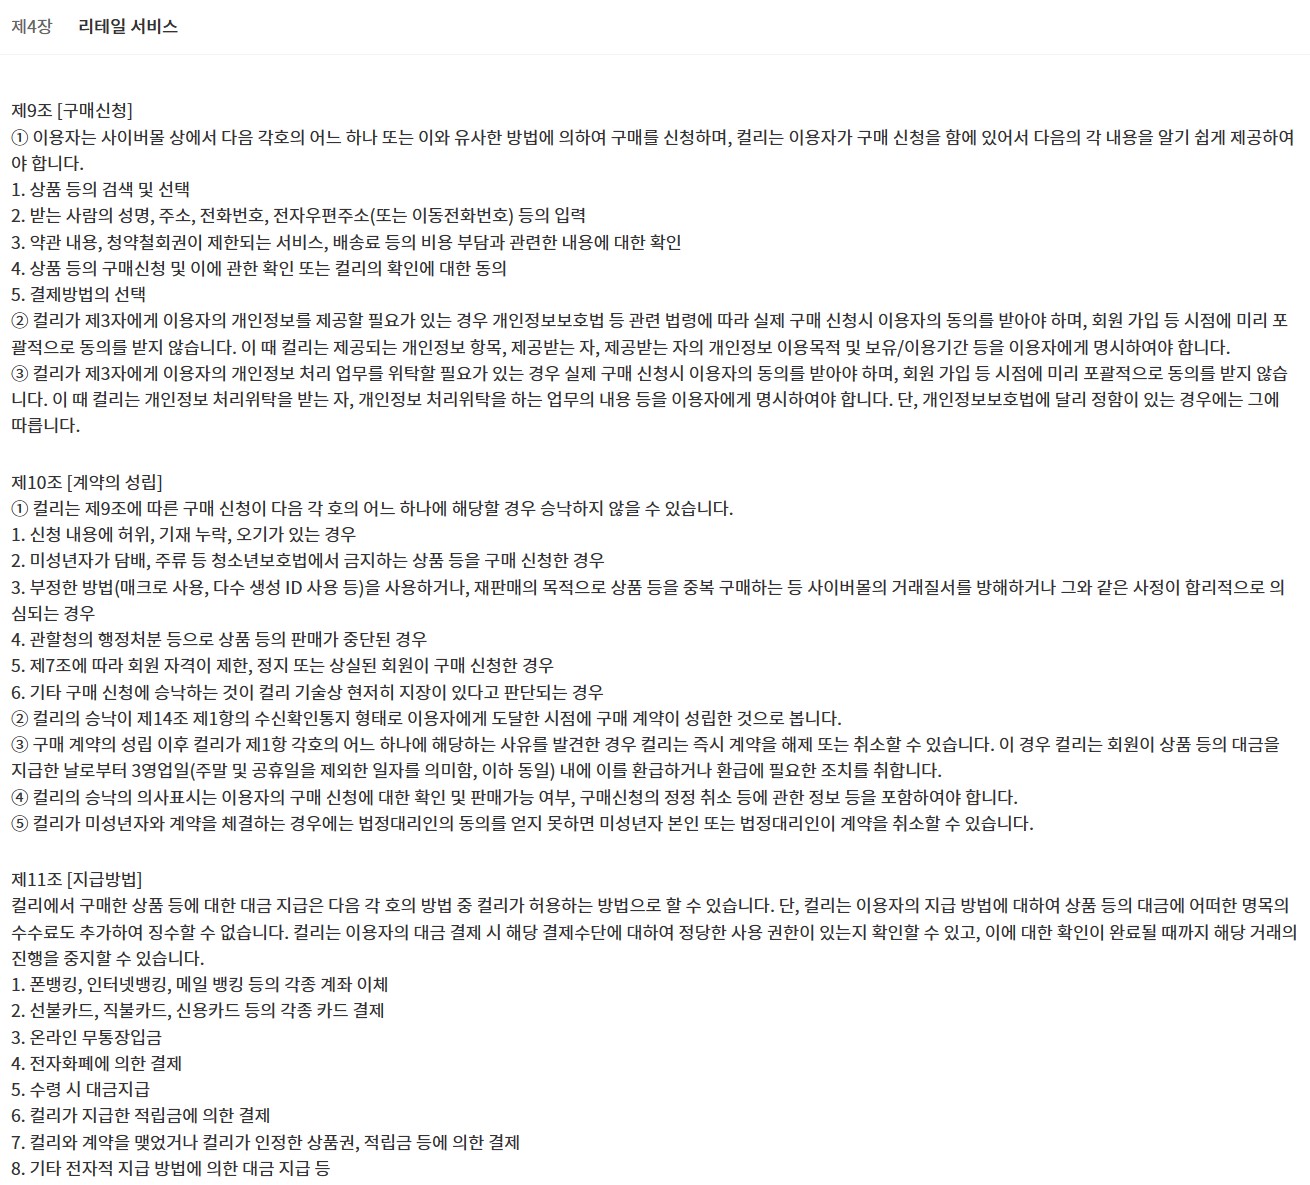 제4장 리테일 서비스
제9조 [구매신청]
① 이용자는 사이버몰 상에서 다음 각호의 어느 하나 또는 이와 유사한 방법에 의하여 구매를 신청하며, 컬리는 이용자가 구매 신청을 함에 있어서 다음의 각 내용을 알기 쉽게 제공하여
야 합니다.
1. 상품 등의 검색 및 선택
2. 받는 사람의 성명, 주소, 전화번호, 전자우편주소(또는 이동전화번호) 등의 입력
3. 약관 내용, 청약철회권이 제한되는 서비스, 배송료 등의 비용 부담과 관련한 내용에 대한 확인
4. 상품 등의 구매신청 및 이에 관한 확인 또는 컬리의 확인에 대한 동의
5. 결제방법의 선택
② 컬리가 제3자에게 이용자의 개인정보를 제공할 필요가 있는 경우 개인정보보호법 등 관련 법령에 따라 실제 구매 신청시 이용자의 동의를 받아야 하며, 회원 가입 등 시점에 미리 포
괄적으로 동의를 받지 않습니다. 이 때 컬리는 제공되는 개인정보 항목, 제공받는 자, 제공받는 자의 개인정보 이용목적 및 보유/이용기간 등을 이용자에게 명시하여야 합니다.
③ 컬리가 제3자에게 이용자의 개인정보 처리 업무를 위탁할 필요가 있는 경우 실제 구매 신청시 이용자의 동의를 받아야 하며, 회원 가입 등 시점에 미리 포괄적으로 동의를 받지 않습
니다. 이 때 컬리는 개인정보 처리위탁을 받는 자, 개인정보 처리위탁을 하는 업무의 내용 등을 이용자에게 명시하여야 합니다. 단, 개인정보보호법에 달리 정함이 있는 경우에는 그에
따릅니다.
제10조 [계약의 성립]
① 컬리는 제9조에 따른 구매 신청이 다음 각 호의 어느 하나에 해당할 경우 승낙하지 않을 수 있습니다.
1. 신청 내용에 허위, 기재 누락, 오기가 있는 경우
2. 미성년자가 담배, 주류 등 청소년보호법에서 금지하는 상품 등을 구매 신청한 경우
3. 부정한 방법(매크로 사용, 다수 생성 ID 사용 등)을 사용하거나, 재판매의 목적으로 상품 등을 중복 구매하는 등 사이버몰의 거래질서를 방해하거나 그와 같은 사정이 합리적으로 의
심되는 경우
4. 관할청의 행정처분 등으로 상품 등의 판매가 중단된 경우
5. 제7조에 따라 회원 자격이 제한, 정지 또는 상실된 회원이 구매 신청한 경우
6. 기타 구매 신청에 승낙하는 것이 컬리 기술상 현저히 지장이 있다고 판단되는 경우
② 컬리의 승낙이 제14조 제1항의 수신확인통지 형태로 이용자에게 도달한 시점에 구매 계약이 성립한 것으로 봅니다.
③ 구매 계약의 성립 이후 컬리가 제1항 각호의 어느 하나에 해당하는 사유를 발견한 경우 컬리는 즉시 계약을 해제 또는 취소할 수 있습니다. 이 경우 컬리는 회원이 상품 등의 대금을
지급한 날로부터 3영업일(주말 및 공휴일을 제외한 일자를 의미함, 이하 동일) 내에 이를 환급하거나 환급에 필요한 조치를 취합니다.
④ 컬리의 승낙의 의사표시는 이용자의 구매 신청에 대한 확인 및 판매가능 여부, 구매신청의 정정 취소 등에 관한 정보 등을 포함하여야 합니다.
⑤ 컬리가 미성년자와 계약을 체결하는 경우에는 법정대리인의 동의를 얻지 못하면 미성년자 본인 또는 법정대리인이 계약을 취소할 수 있습니다.
제11조 [지급방법]
컬리에서 구매한 상품 등에 대한 대금 지급은 다음 각 호의 방법 중 컬리가 허용하는 방법으로 할 수 있습니다. 단, 컬리는 이용자의 지급 방법에 대하여 상품 등의 대금에 어떠한 명목의
수수료도 추가하여 징수할 수 없습니다. 컬리는 이용자의 대금 결제 시 해당 결제수단에 대하여 정당한 사용 권한이 있는지 확인할 수 있고, 이에 대한 확인이 완료될 때까지 해당 거래의
진행을 중지할 수 있습니다.
1. 폰뱅킹, 인터넷뱅킹, 메일 뱅킹 등의 각종 계좌 이체
2. 선불카드, 직불카드, 신용카드 등의 각종 카드 결제
3. 온라인 무통장입금
4. 전자화폐에 의한 결제
5. 수령 시 대금지급
6. 컬리가 지급한 적립금에 의한 결제
7. 컬리와 계약을 맺었거나 컬리가 인정한 상품권, 적립금 등에 의한 결제
8. 기타 전자적 지급 방법에 의한 대금 지급 등